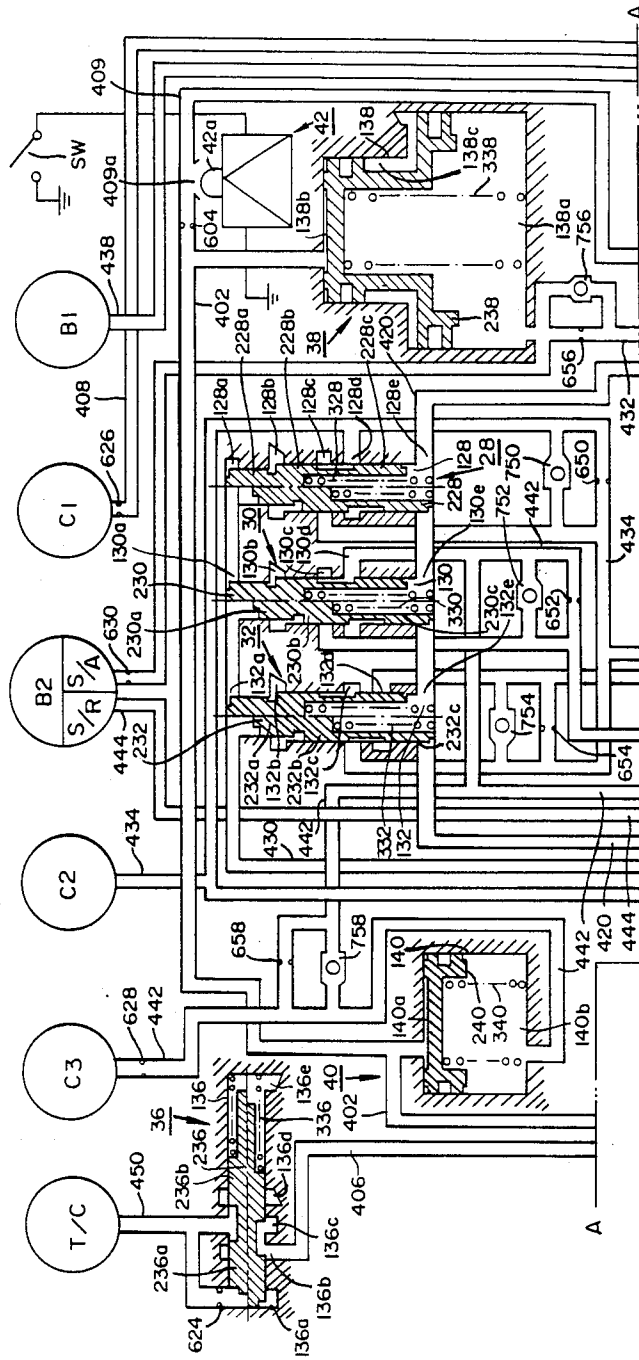 T/C
C3
C2
B2
S/R
S/A
C1
B1
SW
450
628
442
434
444
630
626
408
438
409a
409
42a
42
604
402
36
136
236
236b
236a
624
136a
136b
136c
136d
136e
336
406
658
758
430
442
232
232a
132a
132b
232b
132c
32
230b
132d
230a
230
130a
130b
30
130c
130d
128a
228a
128b
228b
128c
328
128d
228c
420
128e
38
138b
138
138c
338
138a
238
40
402
140a
140
240
340
140b
442
332
132
232c
132e
230c
330
130
130e
228
28
128
754
654
752
652
750
650
442
434
656
756
432
442
420
444
A
A